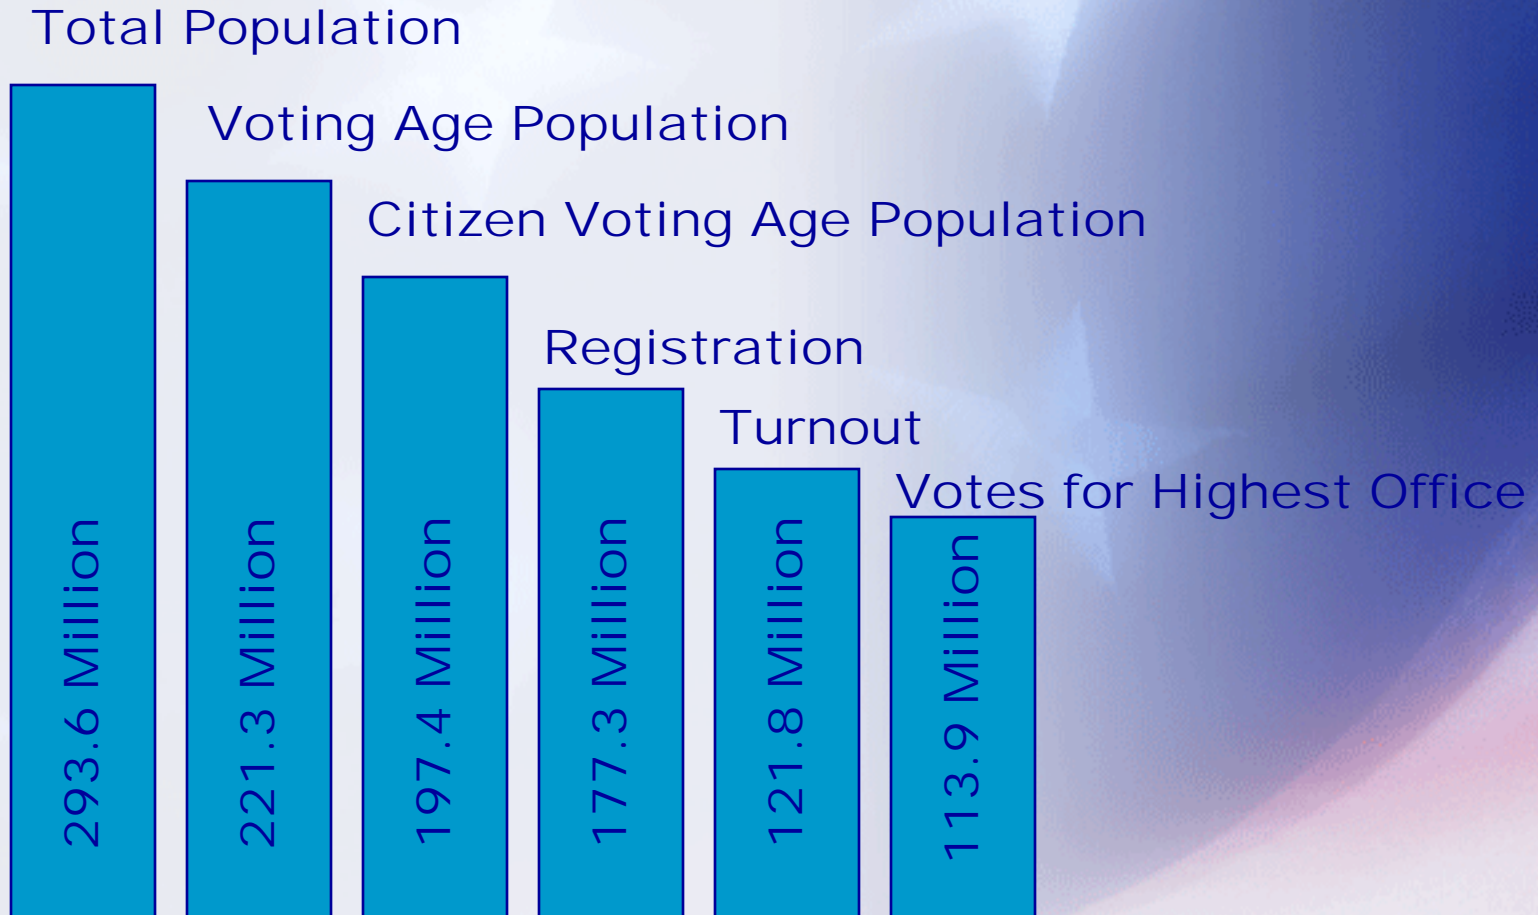 Total Population
Voting Age Population
Citizen Voting Age Population
Registration
Turnout
Votes for Highest Office
293.6 Million
221.3 Million
197.4 Million
177.3 Million
121.8 Million
113.9 Million